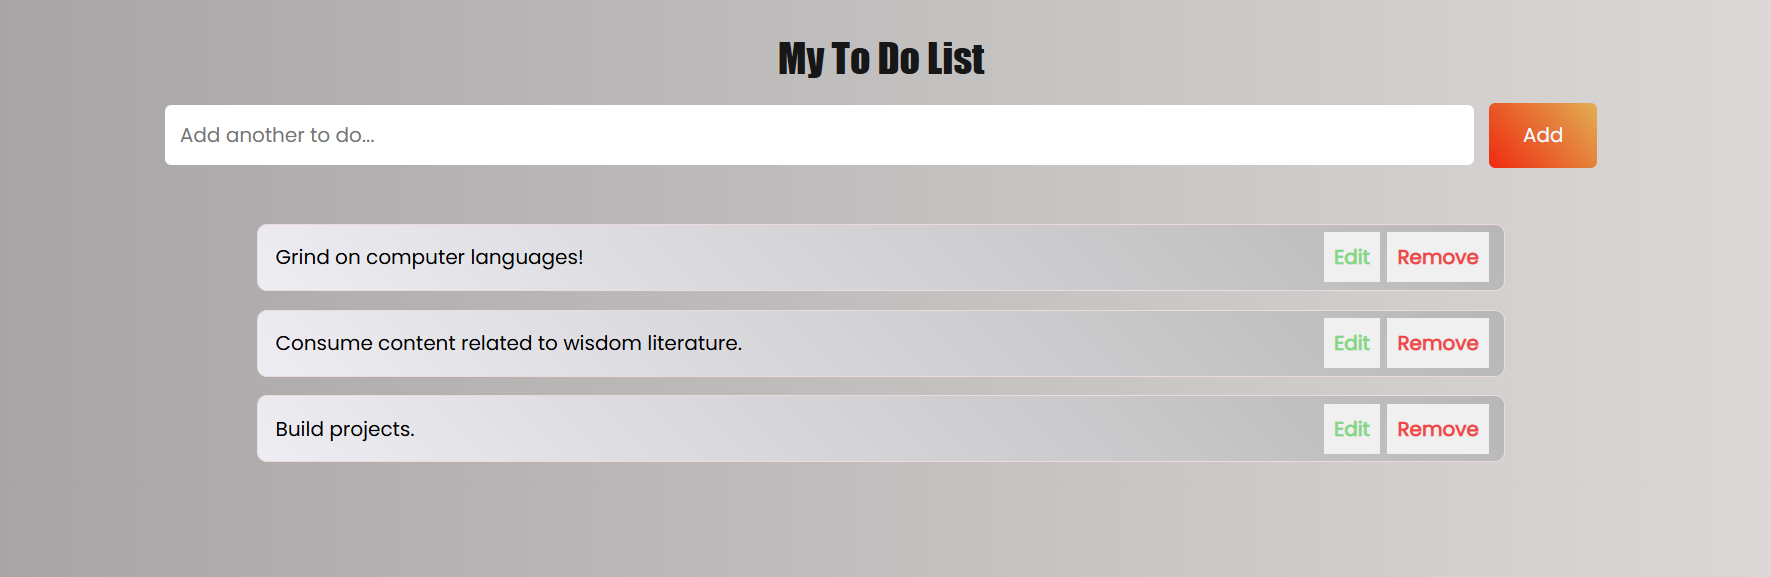 My To Do List
Add another to do...
Add
Grind on computer languages!
Edit
Remove
Consume content related to wisdom literature.
Edit
Remove
Build projects.
Edit
Remove